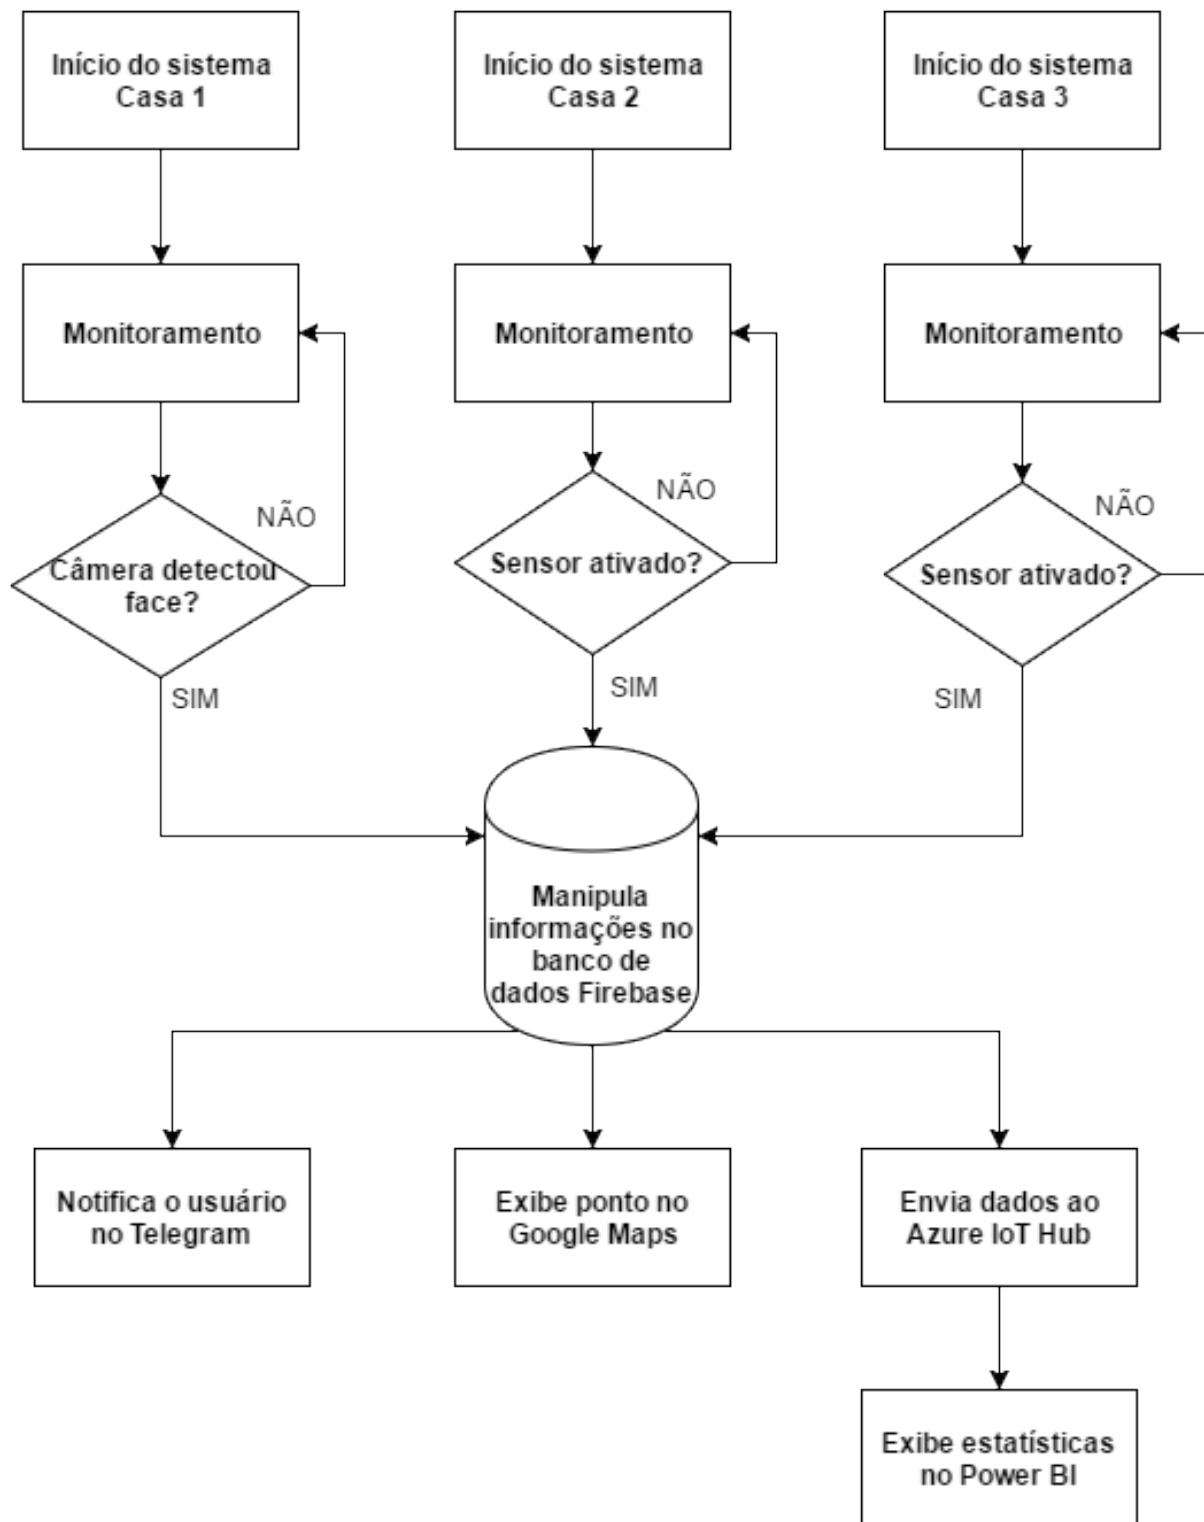 Início do sistema
Casa 1
Início do sistema
Casa 2
Início do sistema
Casa 3
Monitoramento
Monitoramento
Monitoramento
NÃO
Câmera detectou
face?
SIM
NÃO
Sensor ativado?
SIM
NÃO
Sensor ativado?
SIM
Manipula
informações no
banco de
dados Firebase
Notifica o usuário
no Telegram
Exibe ponto no
Google Maps
Envia dados ao
Azure IoT Hub
Exibe estatísticas
no Power BI